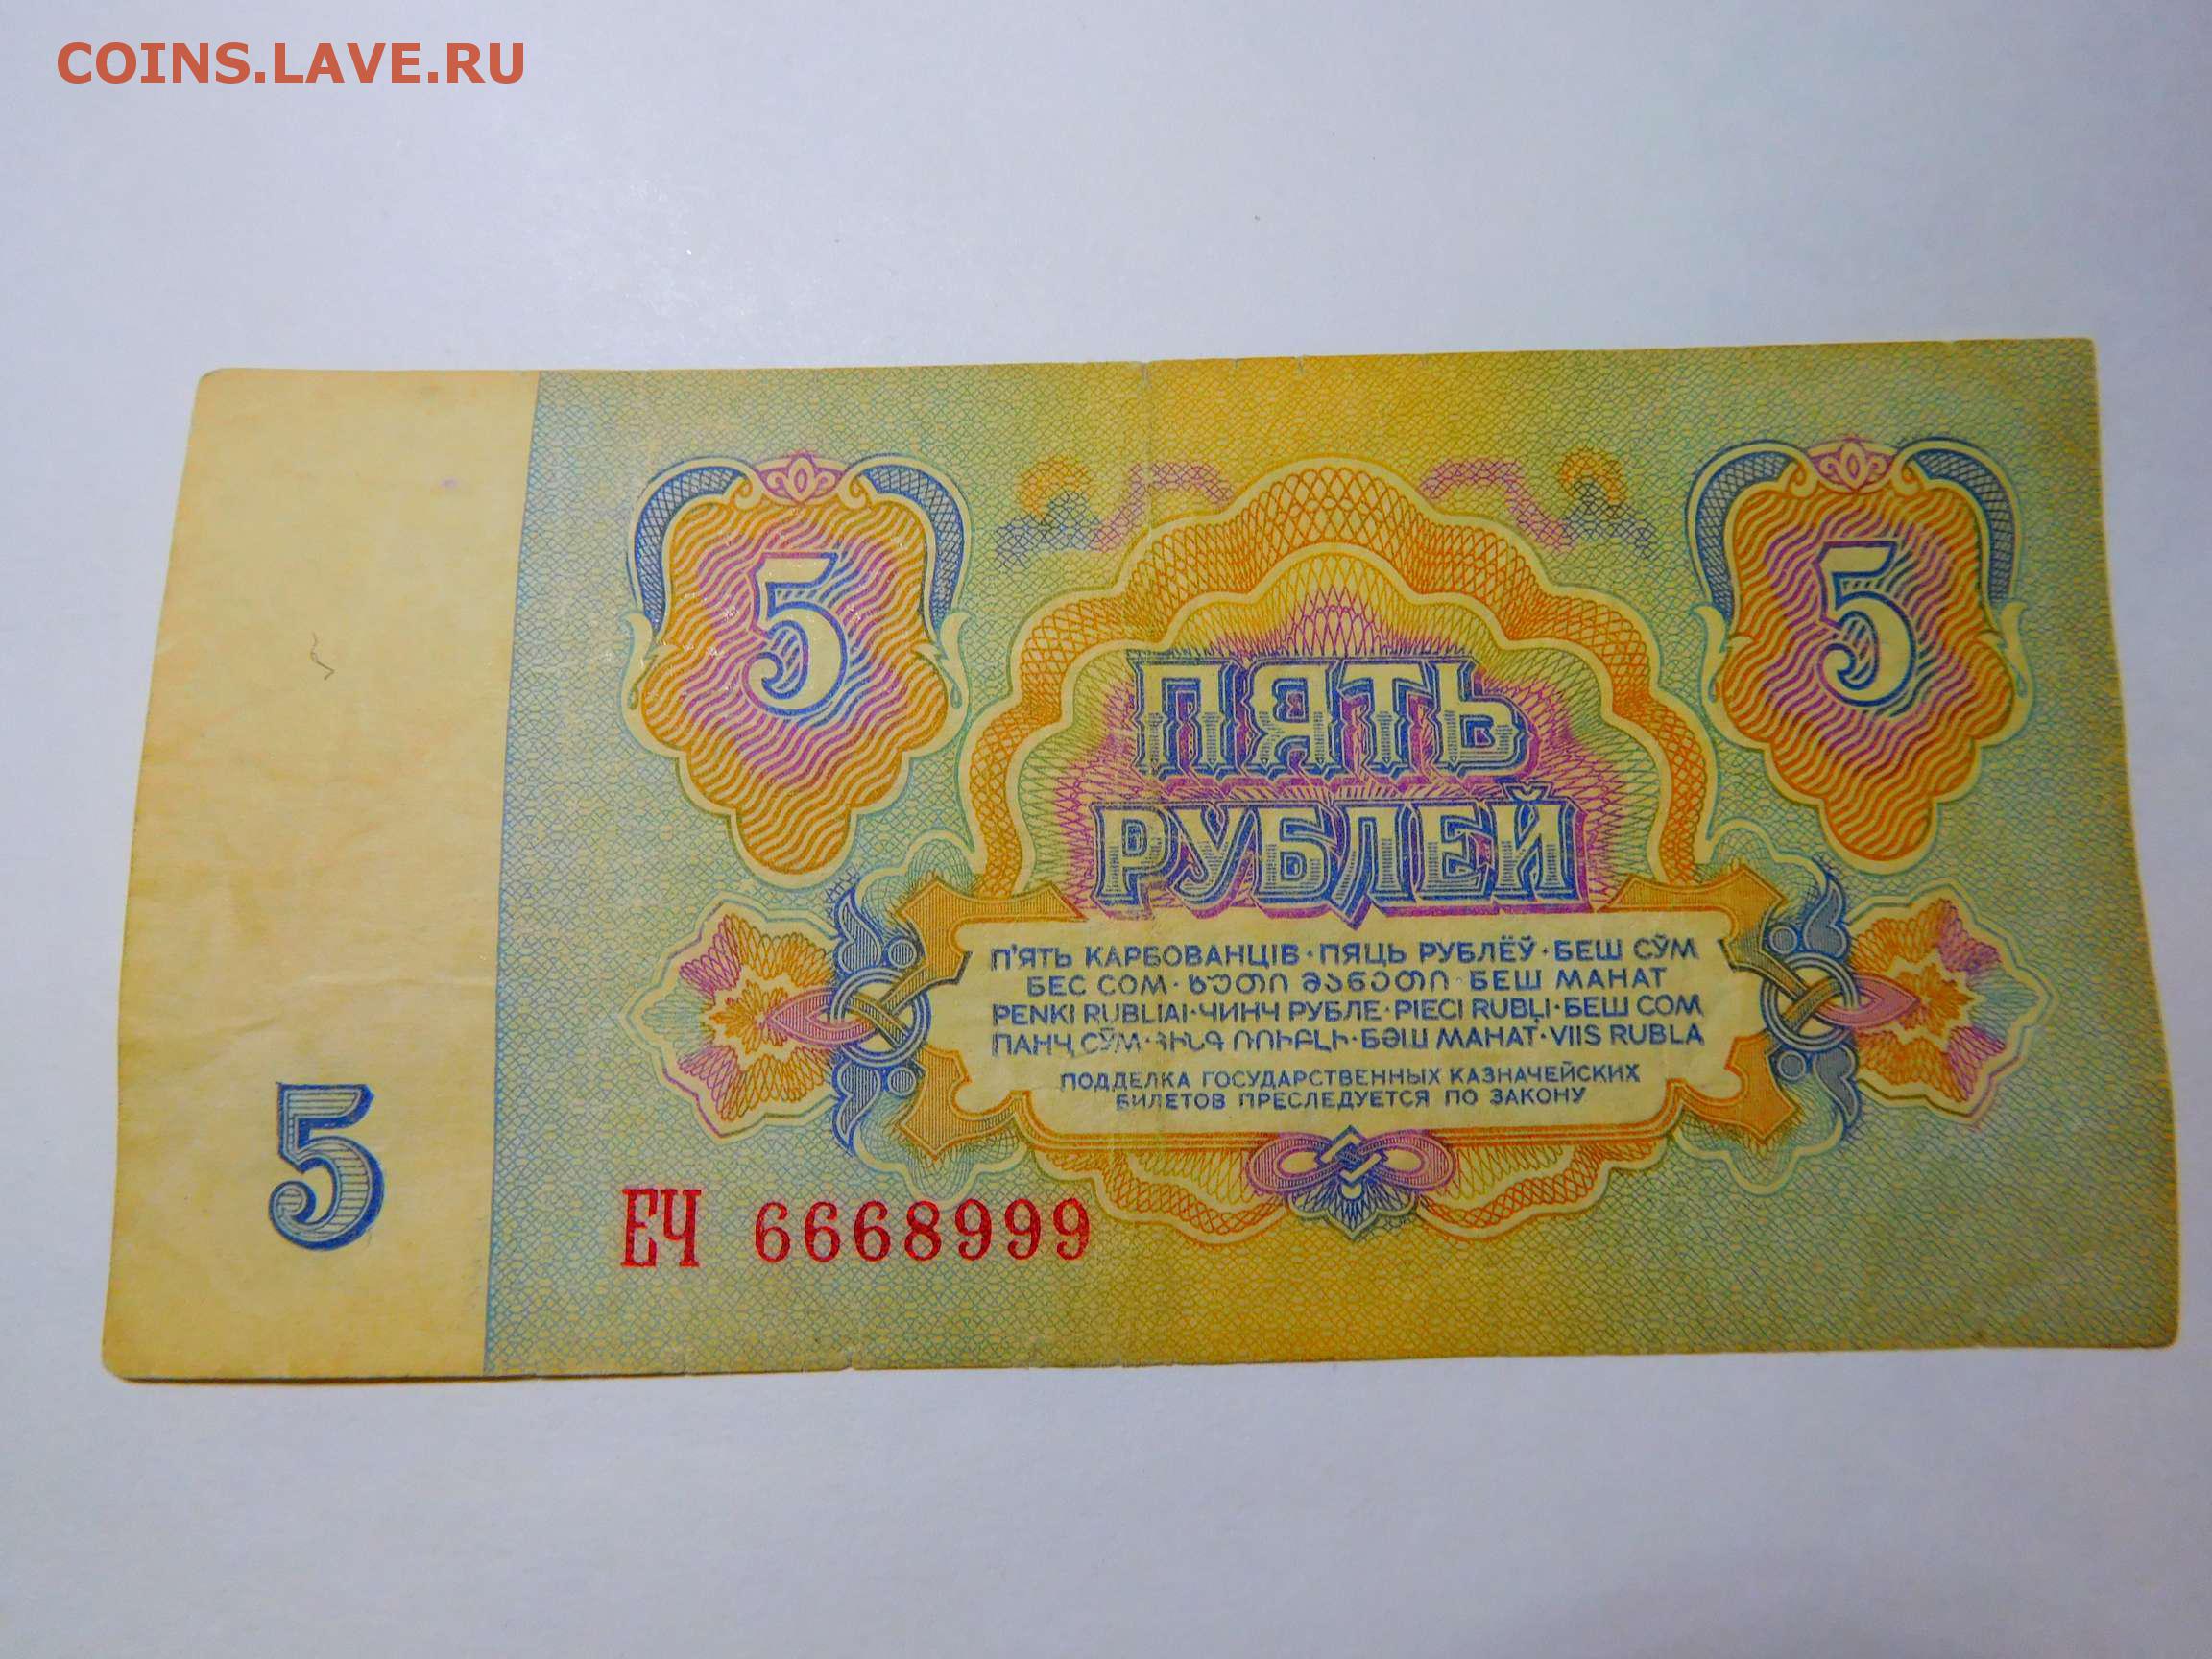 COINS.LAVE.RU
5
5
ПЯТЬ
РУБЛЕЙ
П'ЯТЬ КАРБОВАНЦІВ·ПЯЦЬ РУБЛЁЎ·БЕШ СЎМ
БЕС СОМ·ᲮᲣᲗᲘ ᲛᲐᲜᲔᲗᲘ·БЕШ МАНАТ
PENKI RUBLIAI·ЧИНЧ РУБЛЕ·PIECI RUBĻI·БЕШ СОМ
ПАНҶ СӮМ·ՀԻՆԳ ՌՈՒԲԼԻ·БӘШ МАНАТ·VIIS RUBLA
ПОДДЕЛКА ГОСУДАРСТВЕННЫХ КАЗНАЧЕЙСКИХ
БИЛЕТОВ ПРЕСЛЕДУЕТСЯ ПО ЗАКОНУ
5
ЕЧ 6668999